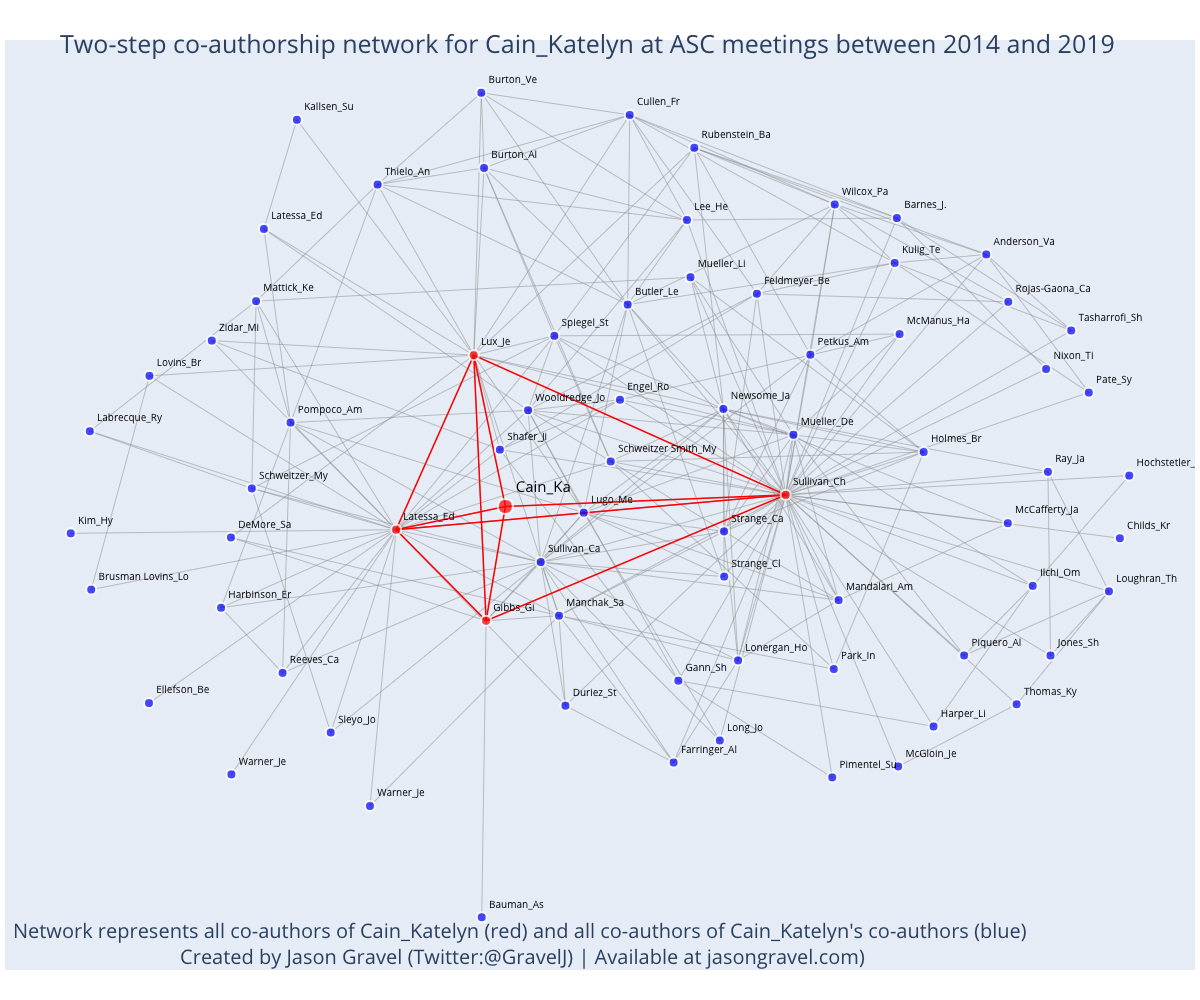 Two-step co-authorship network for Cain_Katelyn at ASC meetings between 2014 and 2019
Burton_Ve
Kallsen_Su
Cullen_Fr
Rubenstein_Ba
Burton_Al
Thielo_An
Wilcox_Pa
Lee_He
Barnes_J.
Latessa_Ed
Kulig_Te
Anderson_Va
Mueller_Li
Feldmeyer_Be
Mattick_Ke
Butler_Le
Rojas-Gaona_Ca
Zidar_Mi
Spiegel_St
McManus_Ha
Tasharrofi_Sh
Lux_Je
Petkus_Am
Lovins_Br
Nixon_Ti
Engel_Ro
Pate_Sy
Wooldredge_Jo
Newsome_Ja
Pompoco_Am
Labrecque_Ry
Mueller_De
Shafer_Ji
Holmes_Br
Schweitzer Smith_My
Ray_Ja
Hochstetler_
Schweitzer_My
Sullivan_Ch
Cain_Ka
Lugo_Me
Latessa_Ed
McCafferty_Ja
Kim_Hy
DeMore_Sa
Strange_Ca
Childs_Kr
Sullivan_Ca
Strange_Cl
Brusman Lovins_Lo
Ilchi_Om
Loughran_Th
Harbinson_Er
Mandalari_Am
Gibbs_Gi
Manchak_Sa
Piquero_Al
Jones_Sh
Lonergan_Ho
Reeves_Ca
Park_In
Gann_Sh
Ellefson_Be
Duriez_St
Thomas_Ky
Sleyo_Jo
Harper_Li
Long_Jo
Farringer_Al
McGloin_Je
Warner_Je
Pimentel_Su
Warner_Je
Bauman_As
Network represents all co-authors of Cain_Katelyn (red) and all co-authors of Cain_Katelyn's co-authors (blue)
Created by Jason Gravel (Twitter:@GravelJ) | Available at jasongravel.com)